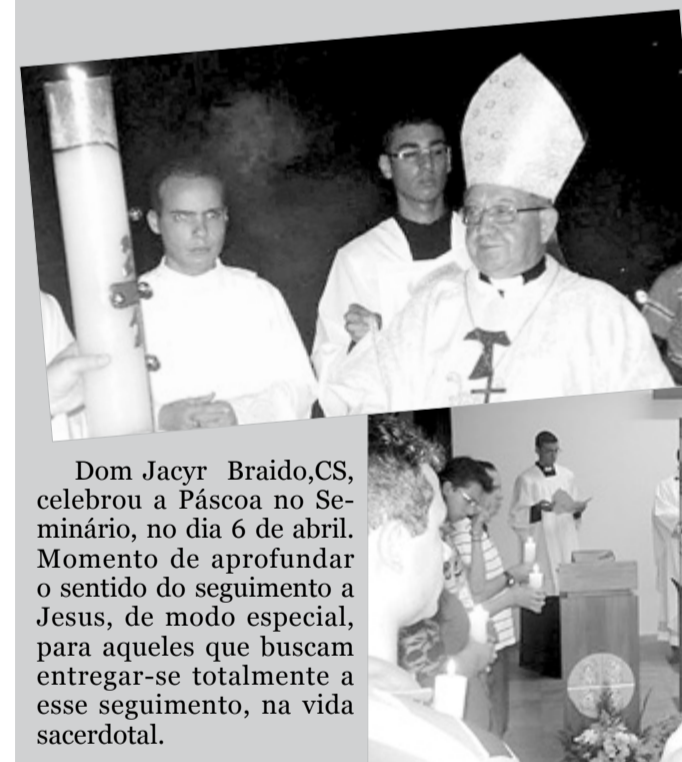 Dom Jacyr Braido,CS,
celebrou a Páscoa no Se-
minário, no dia 6 de abril.
Momento de aprofundar
o sentido do seguimento a
Jesus, de modo especial,
para aqueles que buscam
entregar-se totalmente a
esse seguimento, na vida
sacerdotal.